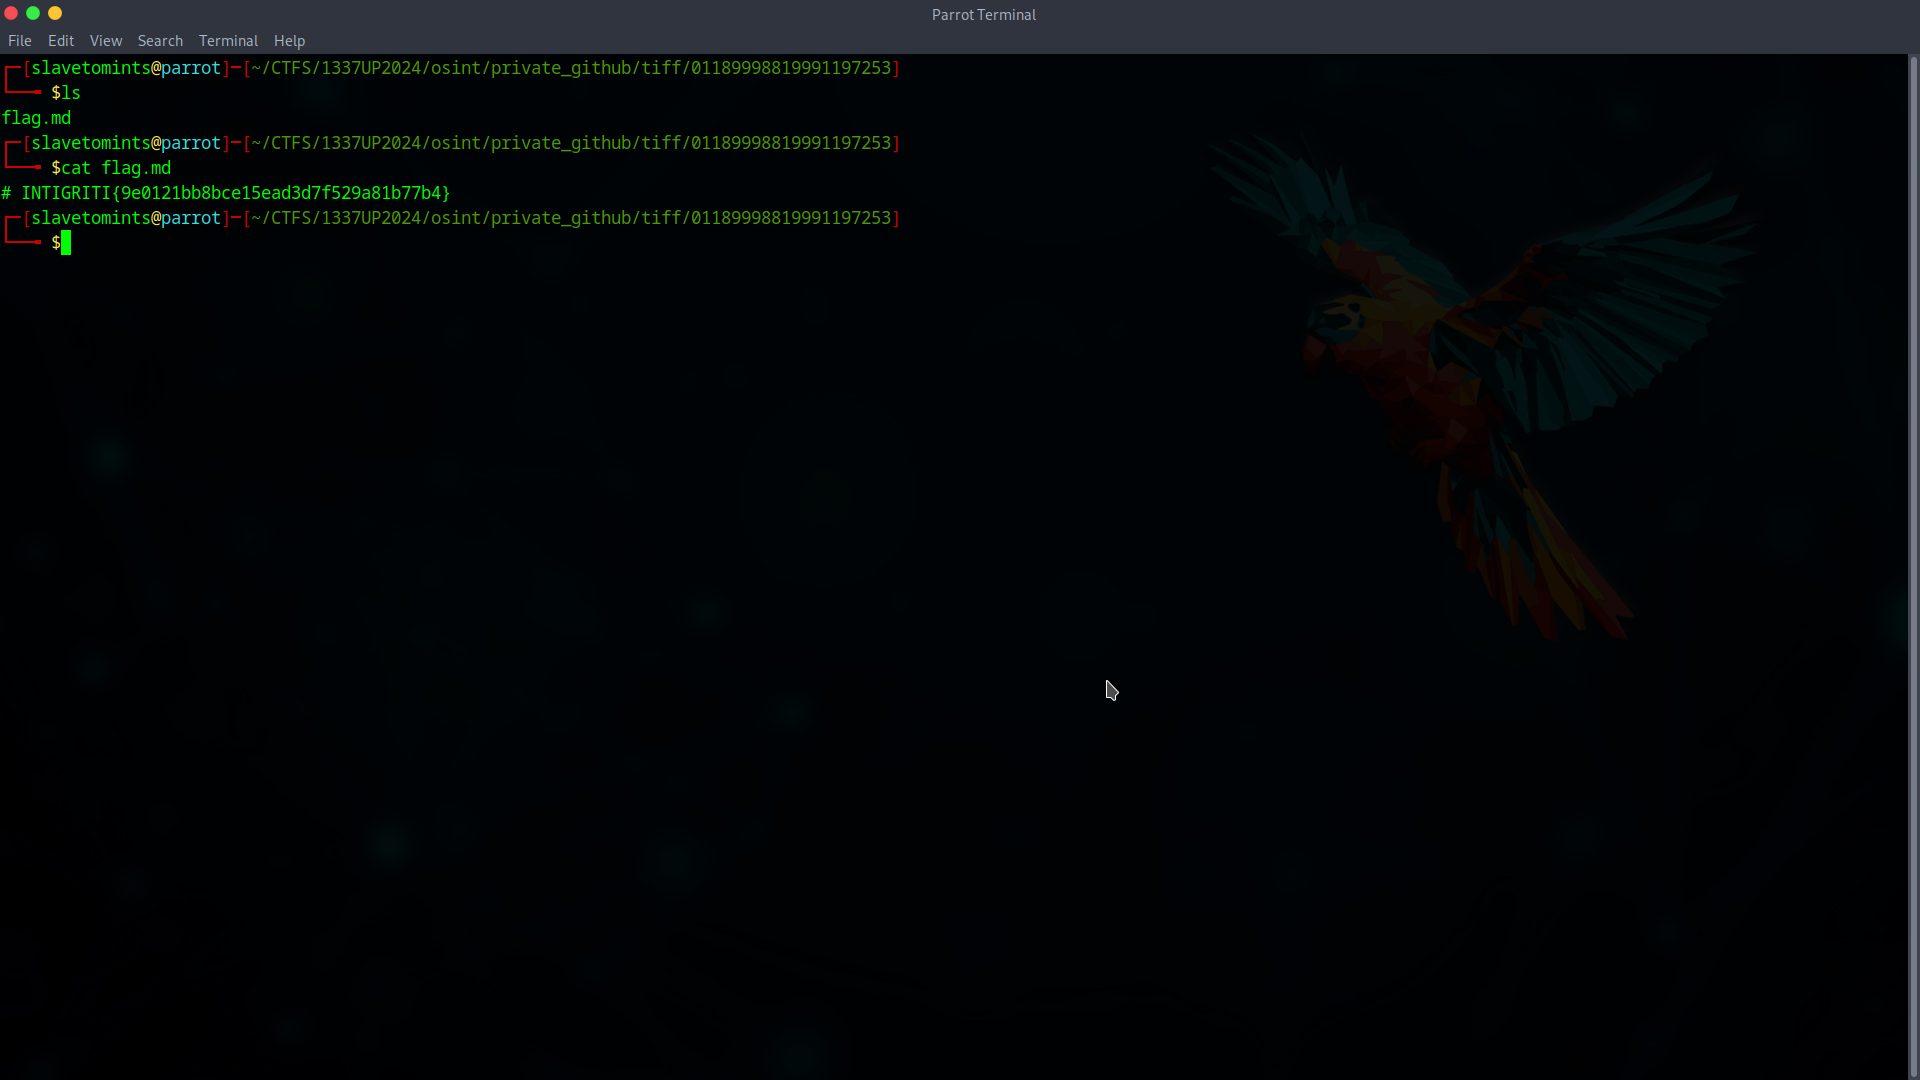 Parrot Terminal
File Edit View Search Terminal Help
┌─[slavetomints@parrot]─[~/CTFS/1337UP2024/osint/private_github/tiff/01189998819991197253]
└──╼ $ls
flag.md
┌─[slavetomints@parrot]─[~/CTFS/1337UP2024/osint/private_github/tiff/01189998819991197253]
└──╼ $cat flag.md
# INTIGRITI{9e0121bb8bce15ead3d7f529a81b77b4}
┌─[slavetomints@parrot]─[~/CTFS/1337UP2024/osint/private_github/tiff/01189998819991197253]
└──╼ $